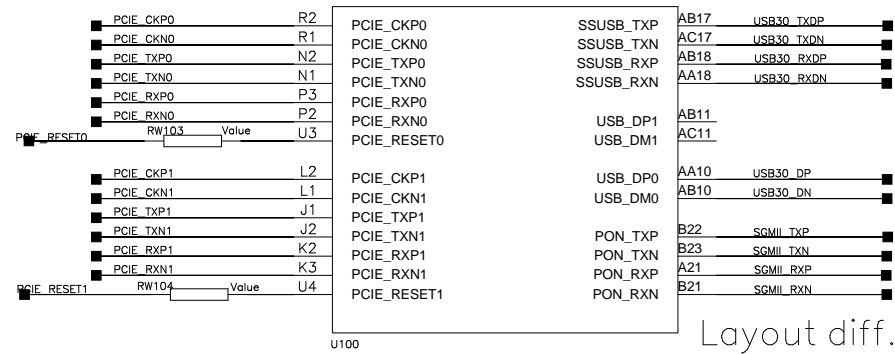 PCIE_CKP0 R2 PCIE_CKP0 SSUSB_TXP AB17 USB30_TXDP
PCIE_CKN0 R1 PCIE_CKN0 SSUSB_TXN AC17 USB30_TXDN
PCIE_TXP0 N2 PCIE_TXP0 SSUSB_RXP AB18 USB30_RXDP
PCIE_TXN0 N1 PCIE_TXN0 SSUSB_RXN AA18 USB30_RXDN
PCIE_RXP0 P3 PCIE_RXP0
PCIE_RXN0 P2 PCIE_RXN0 USB_DP1 AB11
PCIE_RESET0 RW103 Value U3 PCIE_RESET0 USB_DM1 AC11
PCIE_CKP1 L2 PCIE_CKP1 USB_DP0 AA10 USB30_DP
PCIE_CKN1 L1 PCIE_CKN1 USB_DM0 AB10 USB30_DN
PCIE_TXP1 J1 PCIE_TXP1
PCIE_TXN1 J2 PCIE_TXN1 PON_TXP B22 SGMII_TXP
PCIE_RXP1 K2 PCIE_RXP1 PON_TXN B23 SGMII_TXN
PCIE_RXN1 K3 PCIE_RXN1 PON_RXP A21 SGMII_RXP
PCIE_RESET1 RW104 Value U4 PCIE_RESET1 PON_RXN B21 SGMII_RXN
U100
Layout diff.